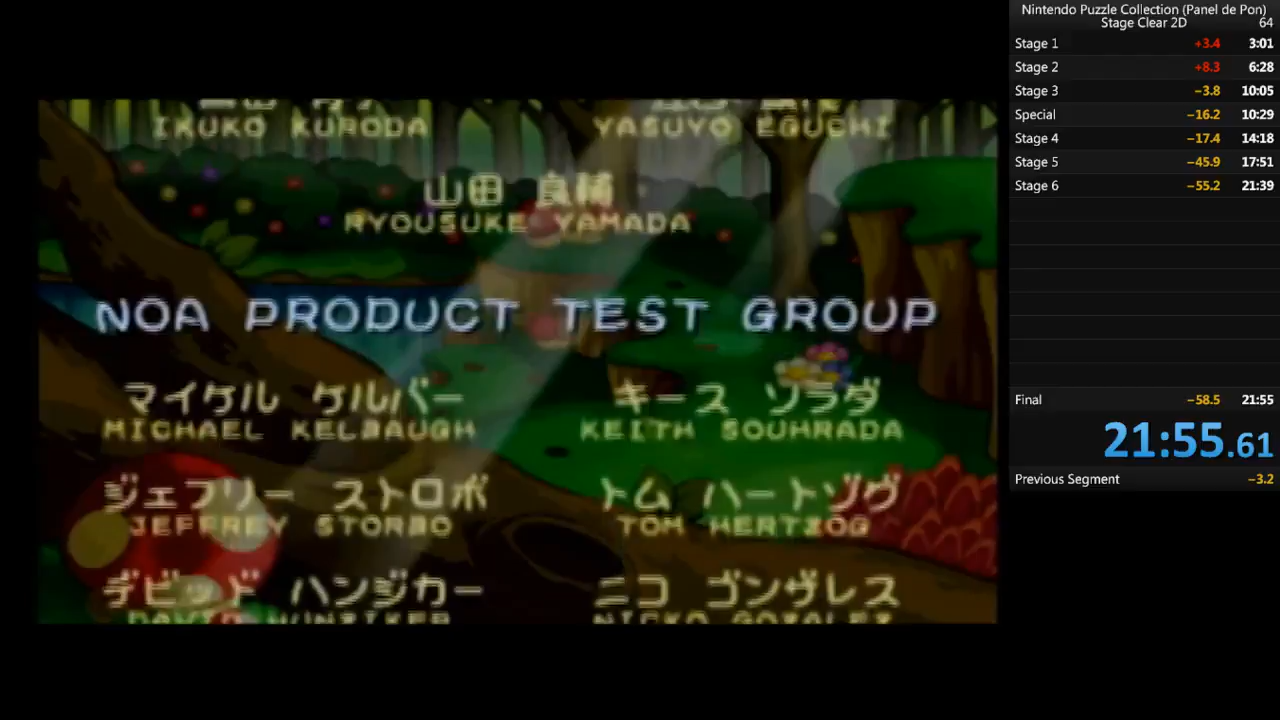 IKUKO KURODA
YASUYO EGUCHI
山田 良輔
RYOUSUKE YAMADA
NOA PRODUCT TEST GROUP
マイケル ケルバー
MICHAEL KELBAUGH
キース ソラダ
KEITH SOUHRADA
ジェフリー ストロボ
JEFFREY STORBO
トム ハートゾグ
TOM HERTZOG
デビッド ハンジカー
DAVID HUNZIKER
ニコ ゴンザレス
NICKO GOZALEZ
Nintendo Puzzle Collection (Panel de Pon)
Stage Clear 2D 64
Stage 1 +3.4 3:01
Stage 2 +8.3 6:28
Stage 3 −3.8 10:05
Special −16.2 10:29
Stage 4 −17.4 14:18
Stage 5 −45.9 17:51
Stage 6 −55.2 21:39
Final −58.5 21:55
21:55.61
Previous Segment −3.2